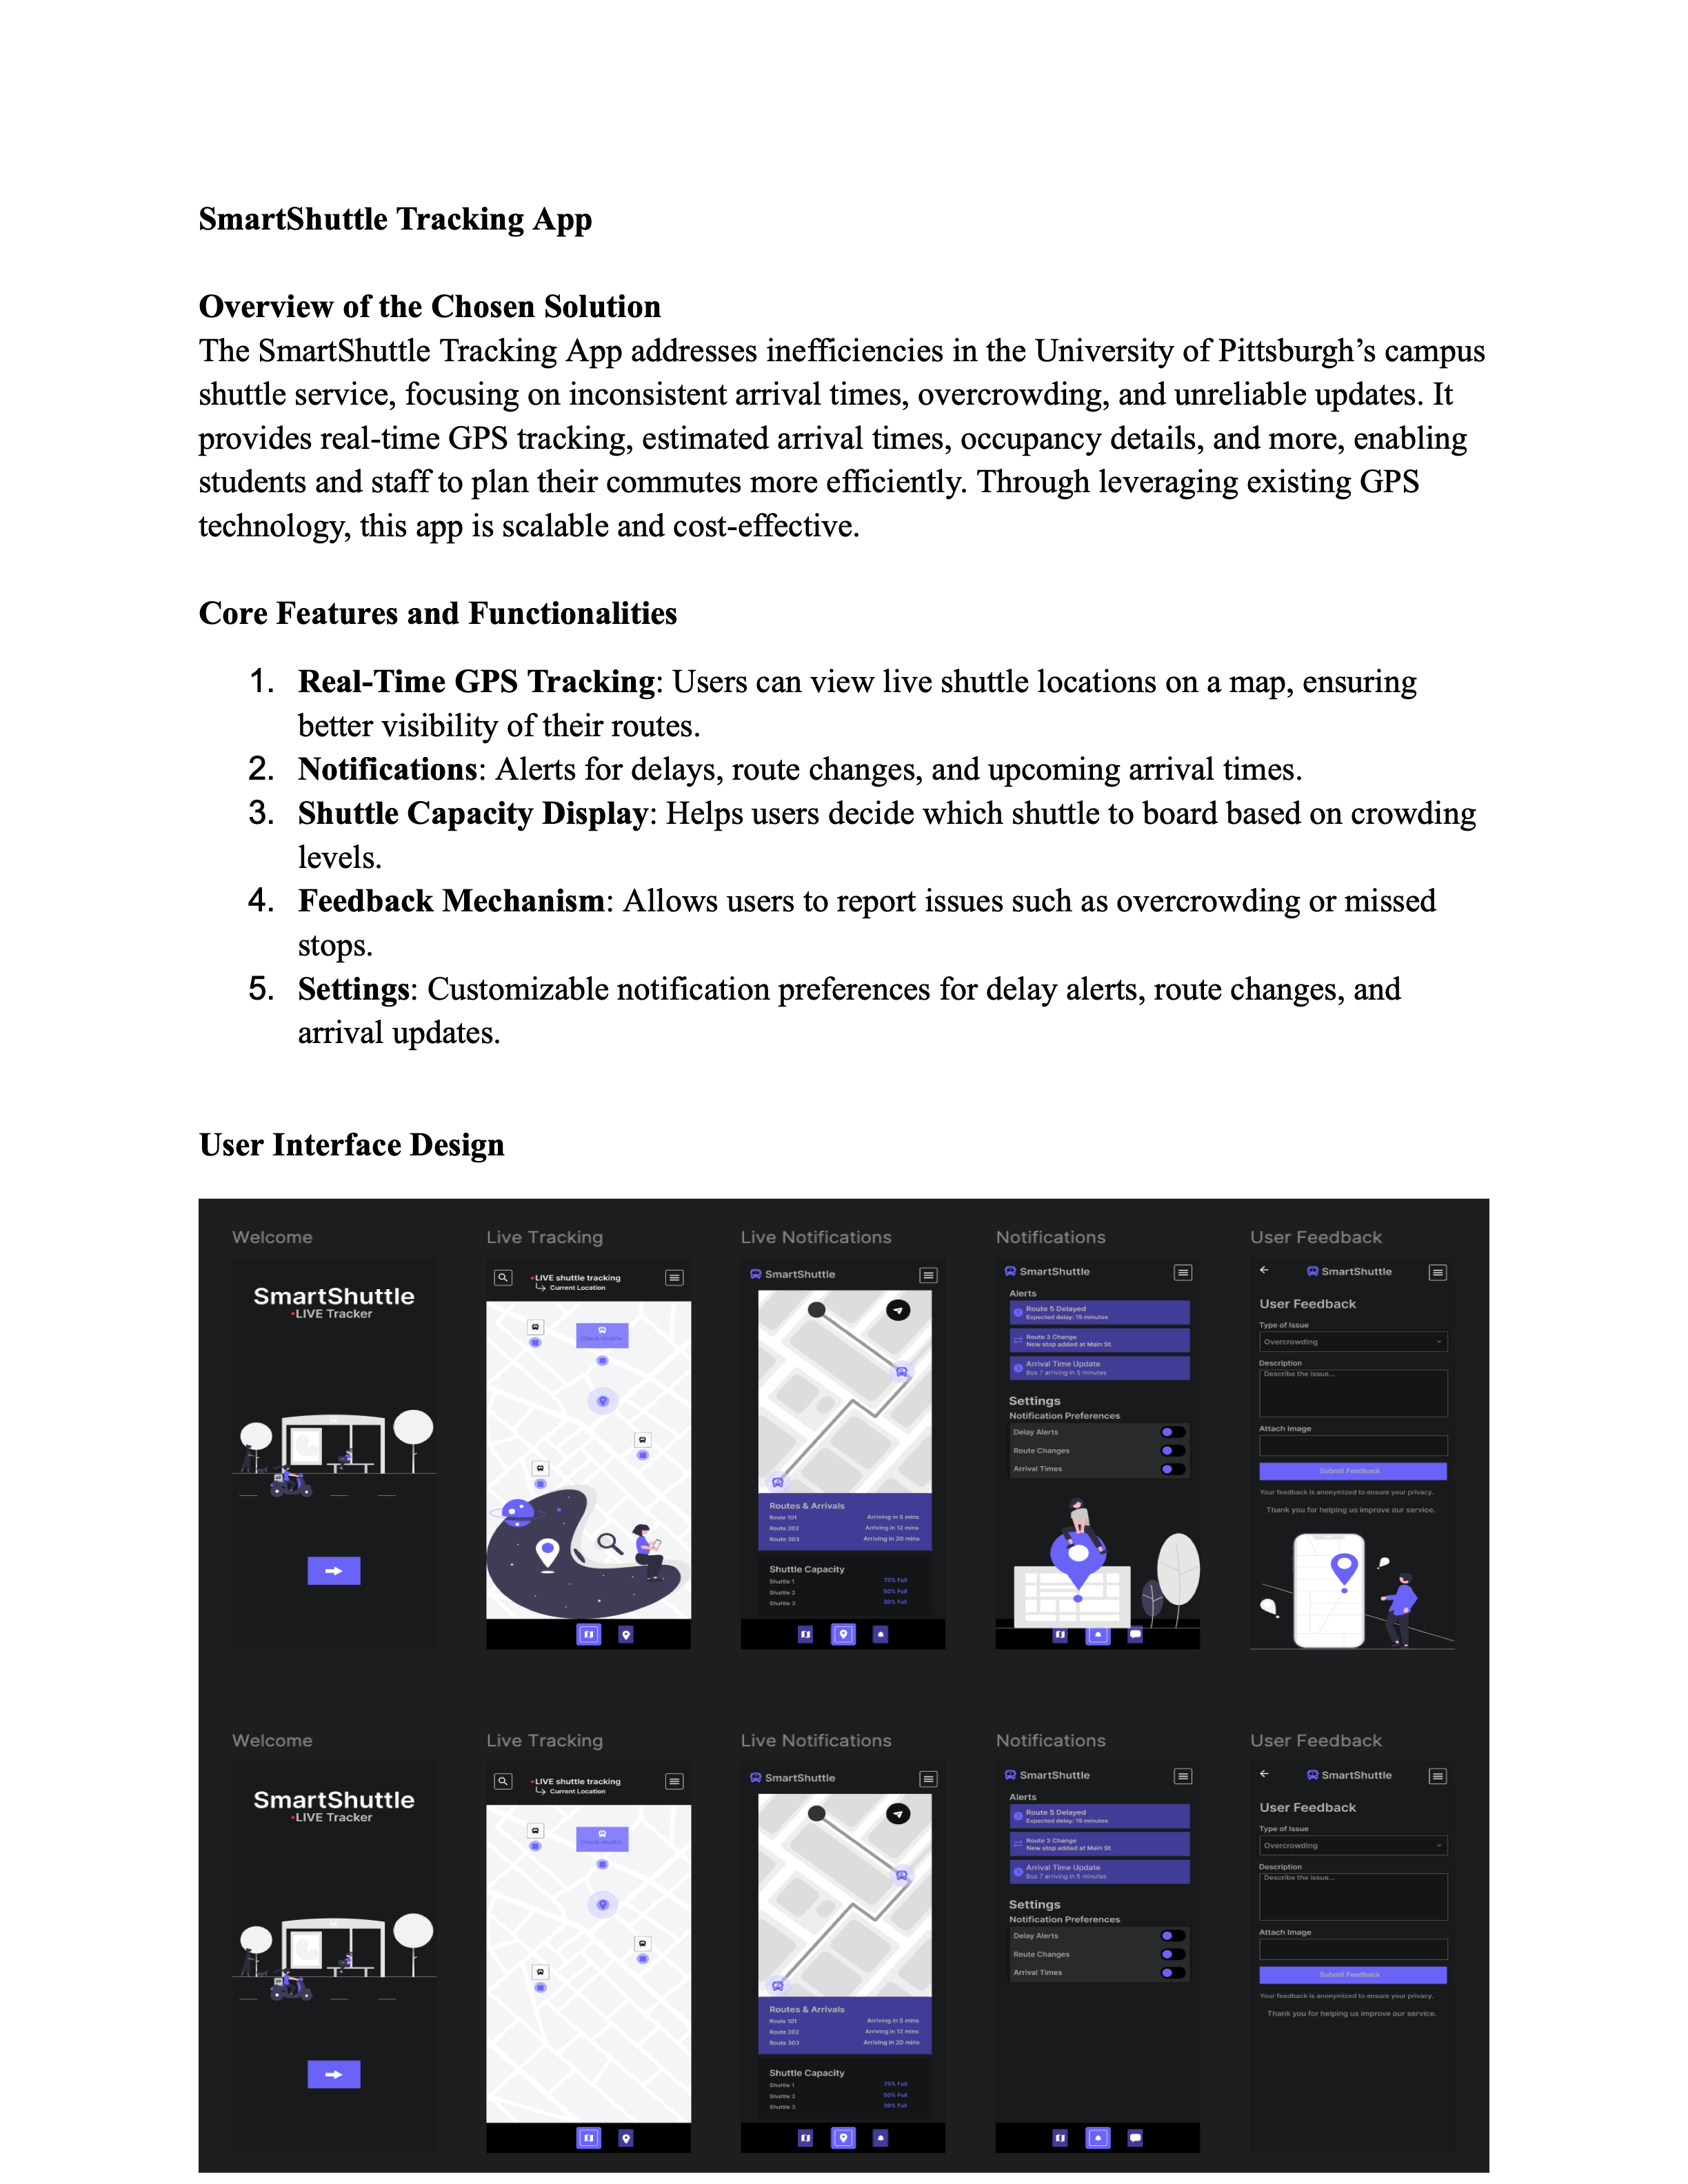 SmartShuttle Tracking App
Overview of the Chosen Solution
The SmartShuttle Tracking App addresses inefficiencies in the University of Pittsburgh’s campus
shuttle service, focusing on inconsistent arrival times, overcrowding, and unreliable updates. It
provides real-time GPS tracking, estimated arrival times, occupancy details, and more, enabling
students and staff to plan their commutes more efficiently. Through leveraging existing GPS
technology, this app is scalable and cost-effective.
Core Features and Functionalities
1. Real-Time GPS Tracking: Users can view live shuttle locations on a map, ensuring
better visibility of their routes.
2. Notifications: Alerts for delays, route changes, and upcoming arrival times.
3. Shuttle Capacity Display: Helps users decide which shuttle to board based on crowding
levels.
4. Feedback Mechanism: Allows users to report issues such as overcrowding or missed
stops.
5. Settings: Customizable notification preferences for delay alerts, route changes, and
arrival updates.
User Interface Design
Welcome
SmartShuttle
•LIVE Tracker
Live Tracking
•LIVE shuttle tracking
Current Location
Check shuttle
Live Notifications
SmartShuttle
Routes & Arrivals
Route 101 Arriving in 5 mins
Route 202 Arriving in 12 mins
Route 303 Arriving in 20 mins
Shuttle Capacity
Shuttle 1 75% Full
Shuttle 2 50% Full
Shuttle 3 30% Full
Notifications
SmartShuttle
Alerts
Route 5 Delayed
Expected delay: 15 minutes
Route 3 Change
New stop added at Main St.
Arrival Time Update
Bus 7 arriving in 5 minutes
Settings
Notification Preferences
Delay Alerts
Route Changes
Arrival Times
User Feedback
SmartShuttle
User Feedback
Type of Issue
Overcrowding
Description
Describe the issue...
Attach Image
Submit Feedback
Your feedback is anonymized to ensure your privacy.
Thank you for helping us improve our service.
Welcome
SmartShuttle
•LIVE Tracker
Live Tracking
•LIVE shuttle tracking
Current Location
Check shuttle
Live Notifications
SmartShuttle
Routes & Arrivals
Route 101 Arriving in 5 mins
Route 202 Arriving in 12 mins
Route 303 Arriving in 20 mins
Shuttle Capacity
Shuttle 1 75% Full
Shuttle 2 50% Full
Shuttle 3 30% Full
Notifications
SmartShuttle
Alerts
Route 5 Delayed
Expected delay: 15 minutes
Route 3 Change
New stop added at Main St.
Arrival Time Update
Bus 7 arriving in 5 minutes
Settings
Notification Preferences
Delay Alerts
Route Changes
Arrival Times
User Feedback
SmartShuttle
User Feedback
Type of Issue
Overcrowding
Description
Describe the issue...
Attach Image
Submit Feedback
Your feedback is anonymized to ensure your privacy.
Thank you for helping us improve our service.